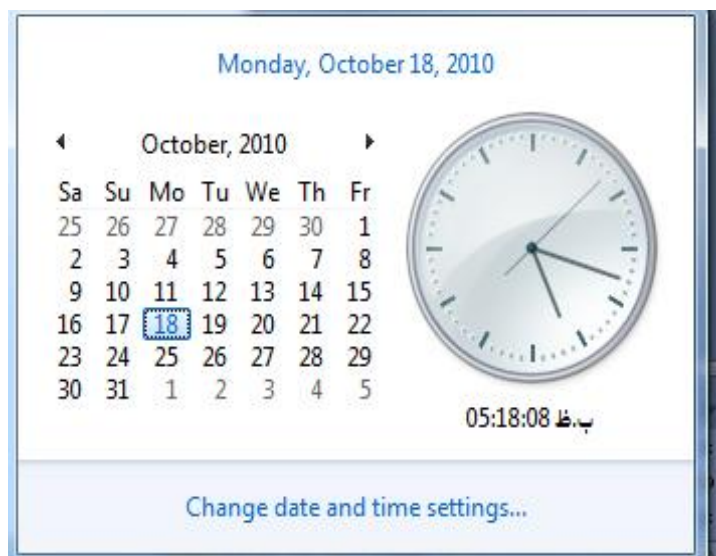 Monday, October 18, 2010
October, 2010
Sa Su Mo Tu We Th Fr
25 26 27 28 29 30 1
2 3 4 5 6 7 8
9 10 11 12 13 14 15
16 17 18 19 20 21 22
23 24 25 26 27 28 29
30 31 1 2 3 4 5
05:18:08 ب.ظ
Change date and time settings...